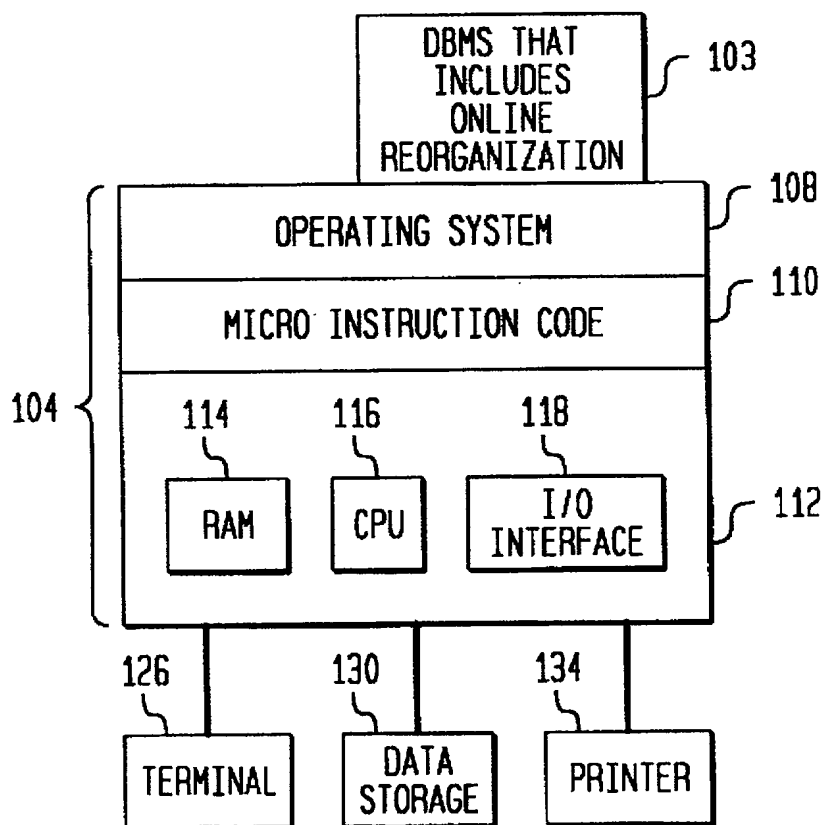 DBMS THAT
INCLUDES
ONLINE
REORGANIZATION
103
OPERATING SYSTEM
108
MICRO INSTRUCTION CODE
110
104
114
116
118
RAM
CPU
I/O
INTERFACE
112
126
130
134
TERMINAL
DATA
STORAGE
PRINTER